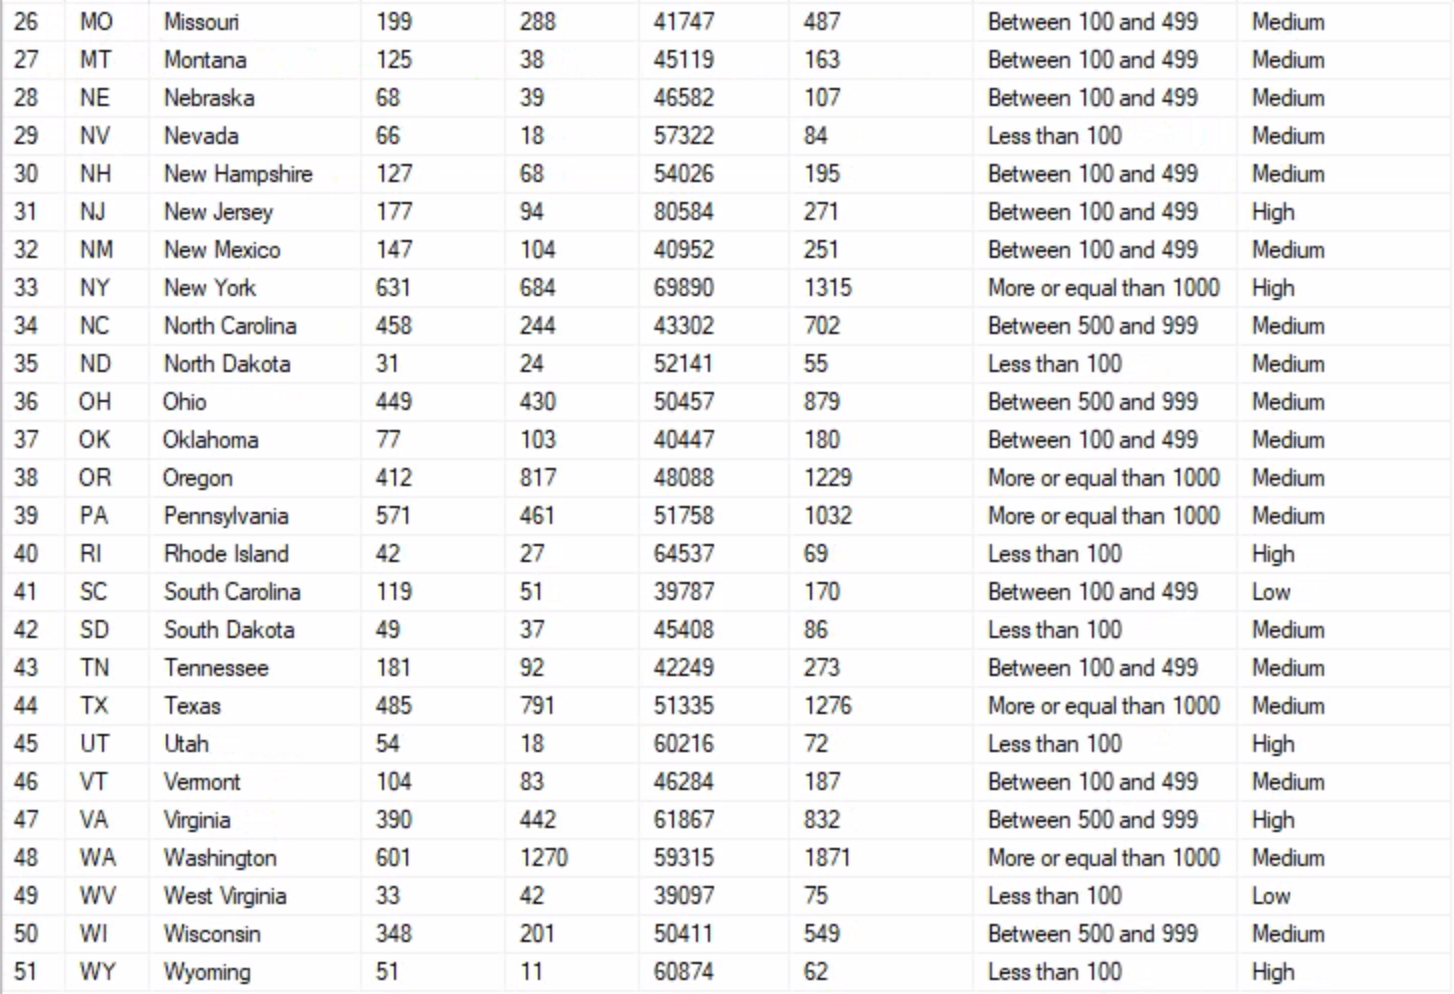 26 MO Missouri 199 288 41747 487 Between 100 and 499 Medium
27 MT Montana 125 38 45119 163 Between 100 and 499 Medium
28 NE Nebraska 68 39 46582 107 Between 100 and 499 Medium
29 NV Nevada 66 18 57322 84 Less than 100 Medium
30 NH New Hampshire 127 68 54026 195 Between 100 and 499 Medium
31 NJ New Jersey 177 94 80584 271 Between 100 and 499 High
32 NM New Mexico 147 104 40952 251 Between 100 and 499 Medium
33 NY New York 631 684 69890 1315 More or equal than 1000 High
34 NC North Carolina 458 244 43302 702 Between 500 and 999 Medium
35 ND North Dakota 31 24 52141 55 Less than 100 Medium
36 OH Ohio 449 430 50457 879 Between 500 and 999 Medium
37 OK Oklahoma 77 103 40447 180 Between 100 and 499 Medium
38 OR Oregon 412 817 48088 1229 More or equal than 1000 Medium
39 PA Pennsylvania 571 461 51758 1032 More or equal than 1000 Medium
40 RI Rhode Island 42 27 64537 69 Less than 100 High
41 SC South Carolina 119 51 39787 170 Between 100 and 499 Low
42 SD South Dakota 49 37 45408 86 Less than 100 Medium
43 TN Tennessee 181 92 42249 273 Between 100 and 499 Medium
44 TX Texas 485 791 51335 1276 More or equal than 1000 Medium
45 UT Utah 54 18 60216 72 Less than 100 High
46 VT Vermont 104 83 46284 187 Between 100 and 499 Medium
47 VA Virginia 390 442 61867 832 Between 500 and 999 High
48 WA Washington 601 1270 59315 1871 More or equal than 1000 Medium
49 WV West Virginia 33 42 39097 75 Less than 100 Low
50 WI Wisconsin 348 201 50411 549 Between 500 and 999 Medium
51 WY Wyoming 51 11 60874 62 Less than 100 High